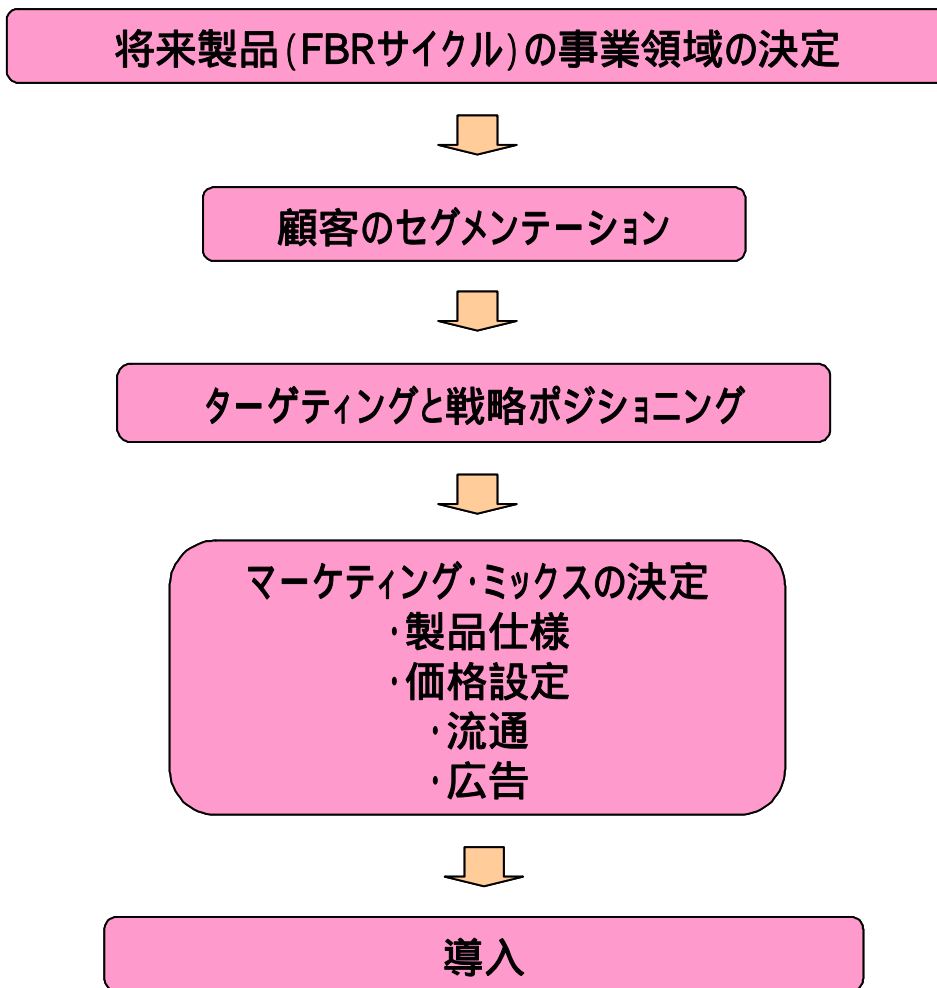 将来製品(FBRサイクル)の事業領域の決定
顧客のセグメンテーション
ターゲティングと戦略ポジショニング
マーケティング・ミックスの決定
・製品仕様
・価格設定
・流通
・広告
導入